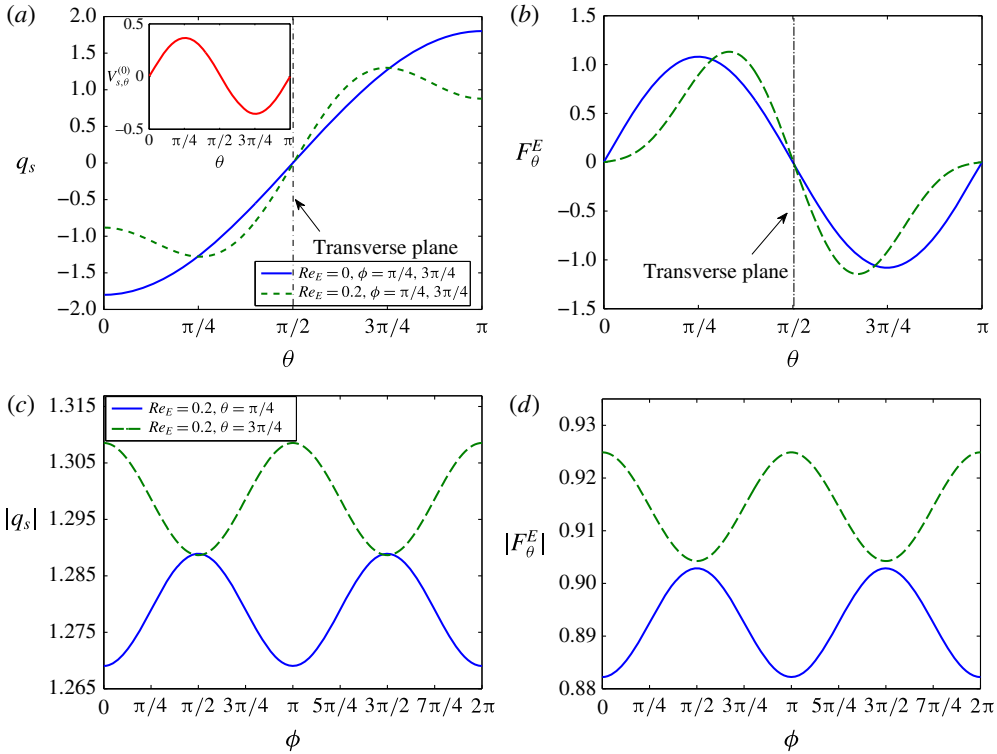 (a)
2.0
1.5
1.0
0.5
0
−0.5
−1.0
−1.5
−2.0
q_s
0.5
0
−0.5
V_{s,θ}^{(0)}
0 π/4 π/2 3π/4 π
θ
Transverse plane
Re_E = 0, ϕ = π/4, 3π/4
Re_E = 0.2, ϕ = π/4, 3π/4
0 π/4 π/2 3π/4 π
θ
(b)
1.5
1.0
0.5
0
−0.5
−1.0
−1.5
F_θ^E
Transverse plane
0 π/4 π/2 3π/4 π
θ
(c)
1.315
1.305
1.295
1.285
1.275
1.265
|q_s|
Re_E = 0.2, θ = π/4
Re_E = 0.2, θ = 3π/4
0 π/4 π/2 3π/4 π 5π/4 3π/2 7π/4 2π
ϕ
(d)
0.93
0.92
0.91
0.90
0.89
0.88
|F_θ^E|
0 π/4 π/2 3π/4 π 5π/4 3π/2 7π/4 2π
ϕ